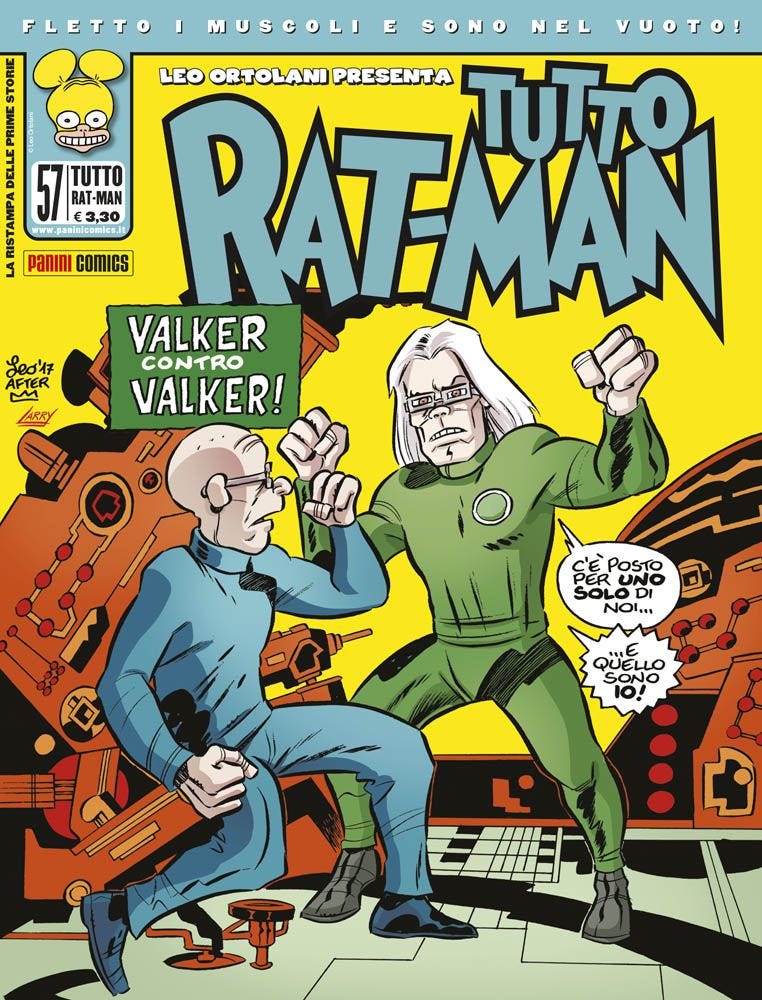 FLETTO I MUSCOLI E SONO NEL VUOTO!
LA RISTAMPA DELLE PRIME STORIE
© Leo Ortolani
57
TUTTO
RAT-MAN
€ 3,30
www.paninicomics.it
PANINI COMICS
LEO ORTOLANI PRESENTA
TUTTO
RAT-MAN
VALKER
CONTRO
VALKER!
Leo '17
AFTER
LARRY
C'È POSTO
PER UNO
SOLO DI
NOI...
...E
QUELLO
SONO
IO!